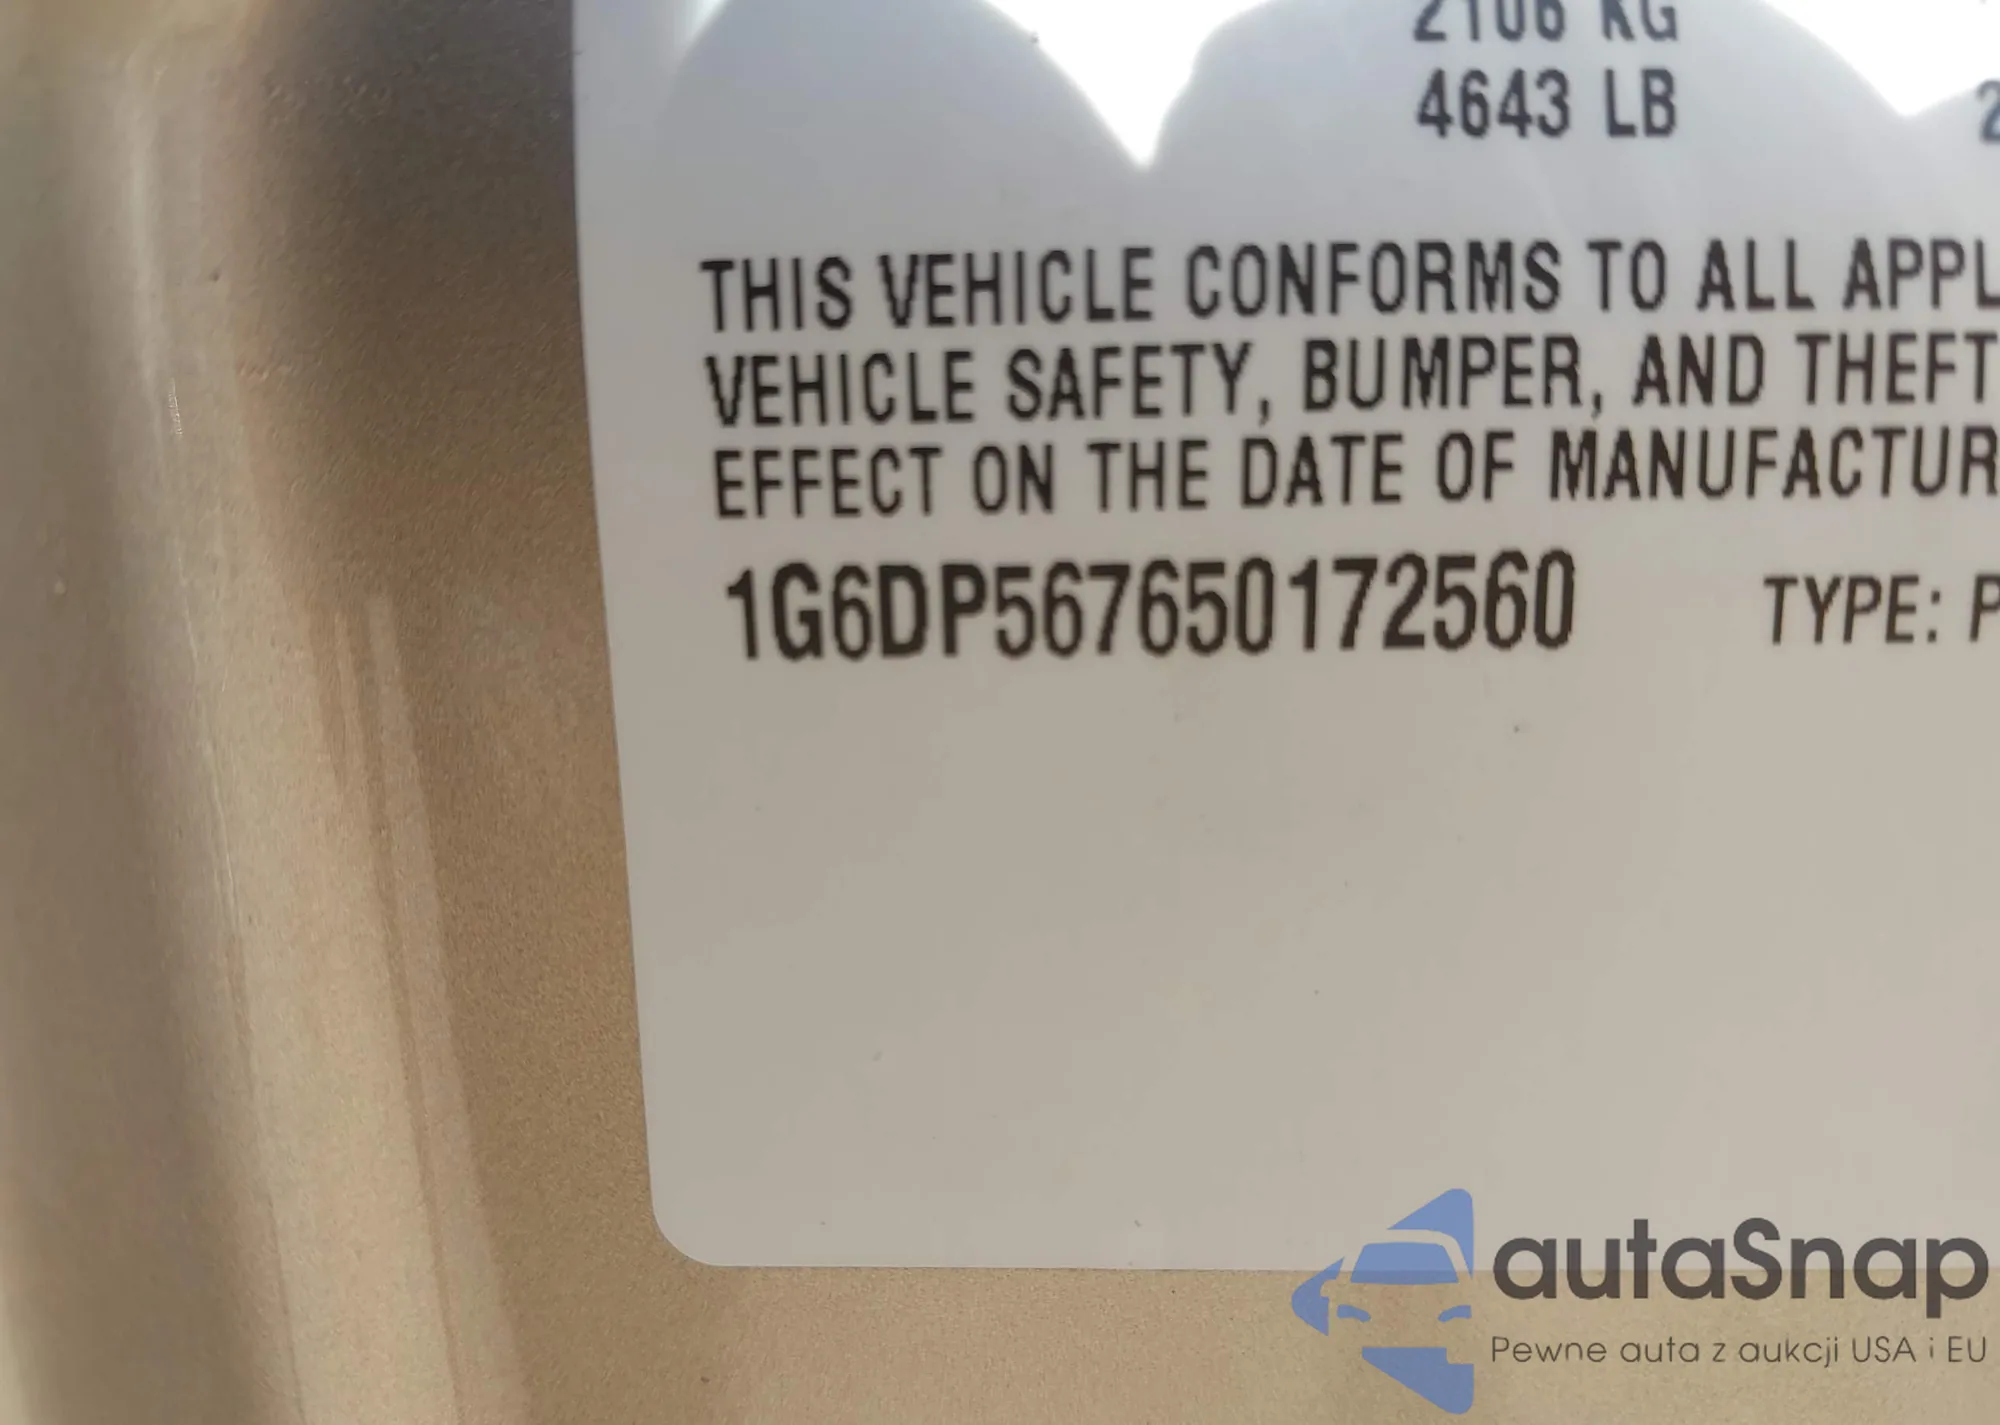 2106 KG
4643 LB
THIS VEHICLE CONFORMS TO ALL APPL
VEHICLE SAFETY, BUMPER, AND THEFT
EFFECT ON THE DATE OF MANUFACTUR
1G6DP567650172560 TYPE: P
autaSnap
Pewne auta z aukcji USA i EU